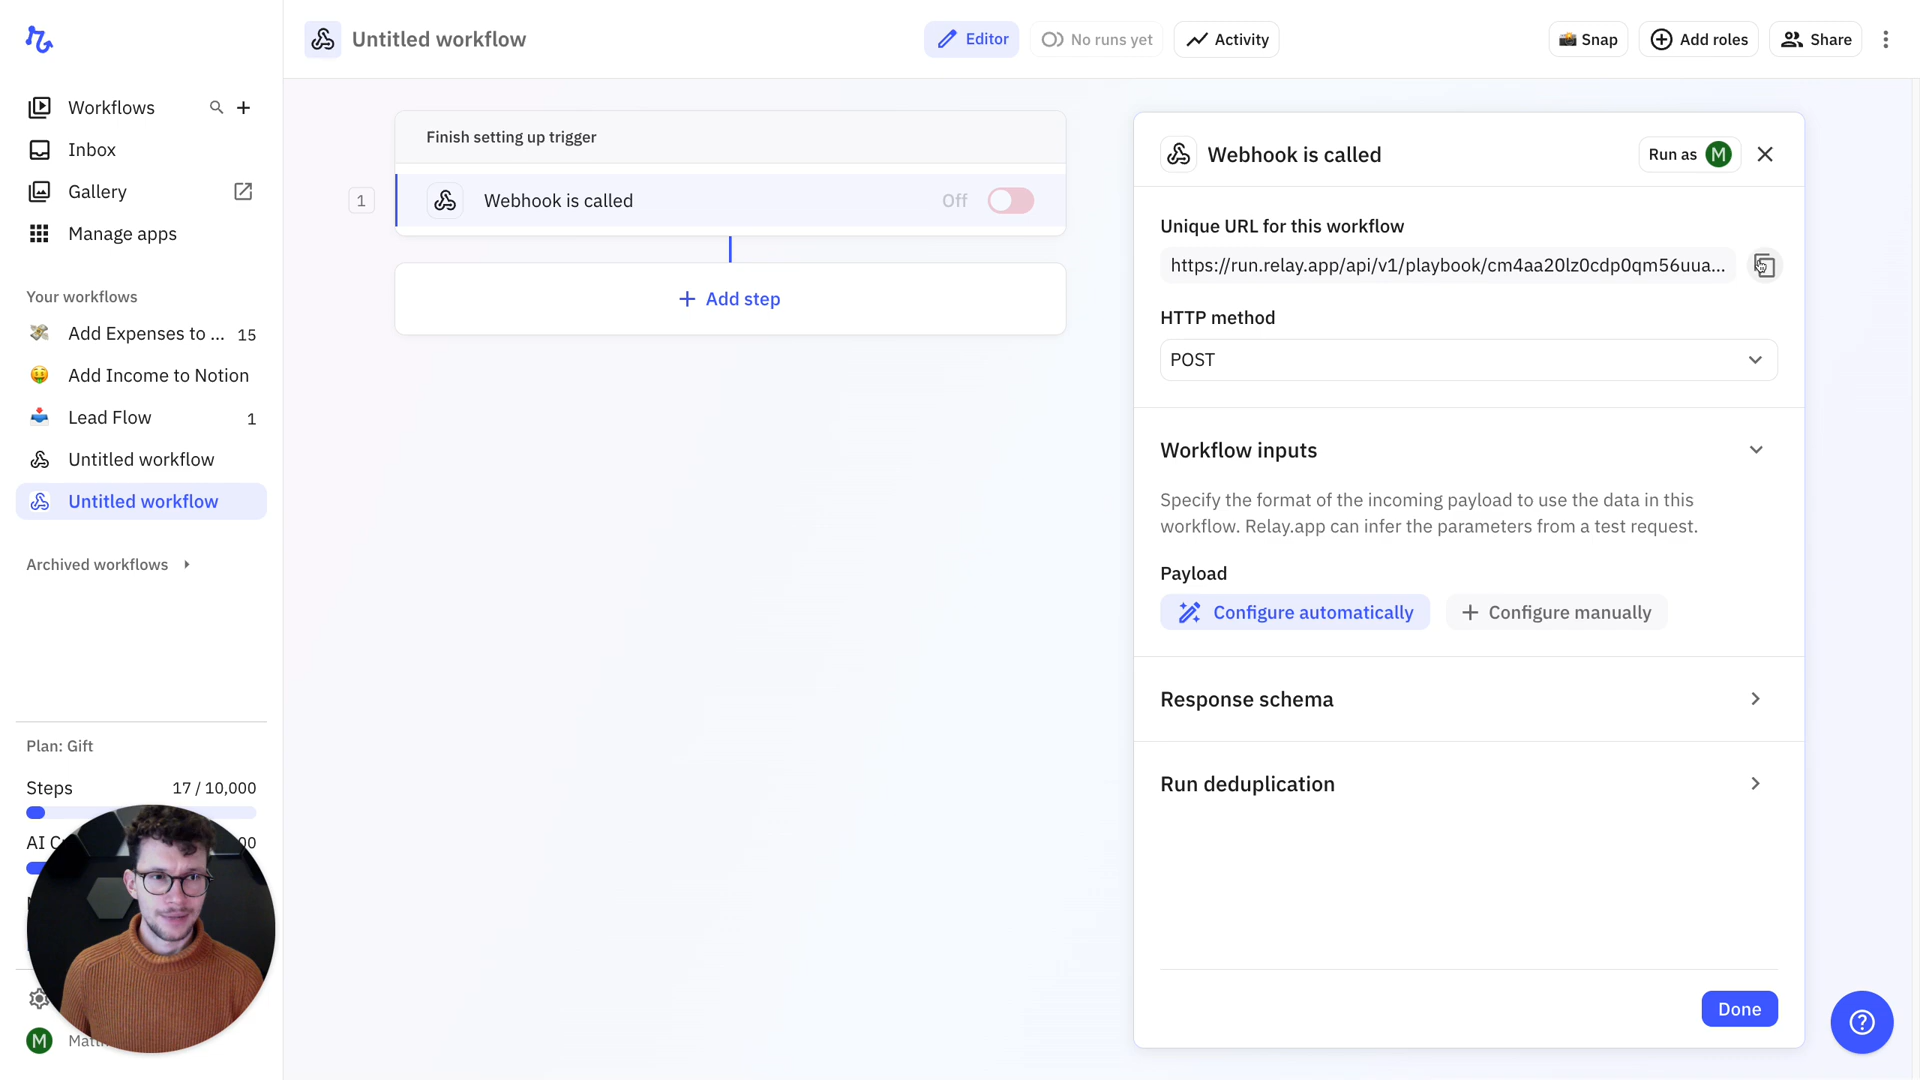 Untitled workflow
Editor
No runs yet
Activity
Snap
Add roles
Share
Workflows
Inbox
Gallery
Manage apps
Your workflows
Add Expenses to ... 15
Add Income to Notion
Lead Flow 1
Untitled workflow
Untitled workflow
Archived workflows
Plan: Gift
Steps 17 / 10,000
AI
M
Finish setting up trigger
1
Webhook is called Off
+ Add step
Webhook is called
Run as M
Unique URL for this workflow
https://run.relay.app/api/v1/playbook/cm4aa20lz0cdp0qm56uua...
HTTP method
POST
Workflow inputs
Specify the format of the incoming payload to use the data in this
workflow. Relay.app can infer the parameters from a test request.
Payload
Configure automatically
+ Configure manually
Response schema
Run deduplication
Done